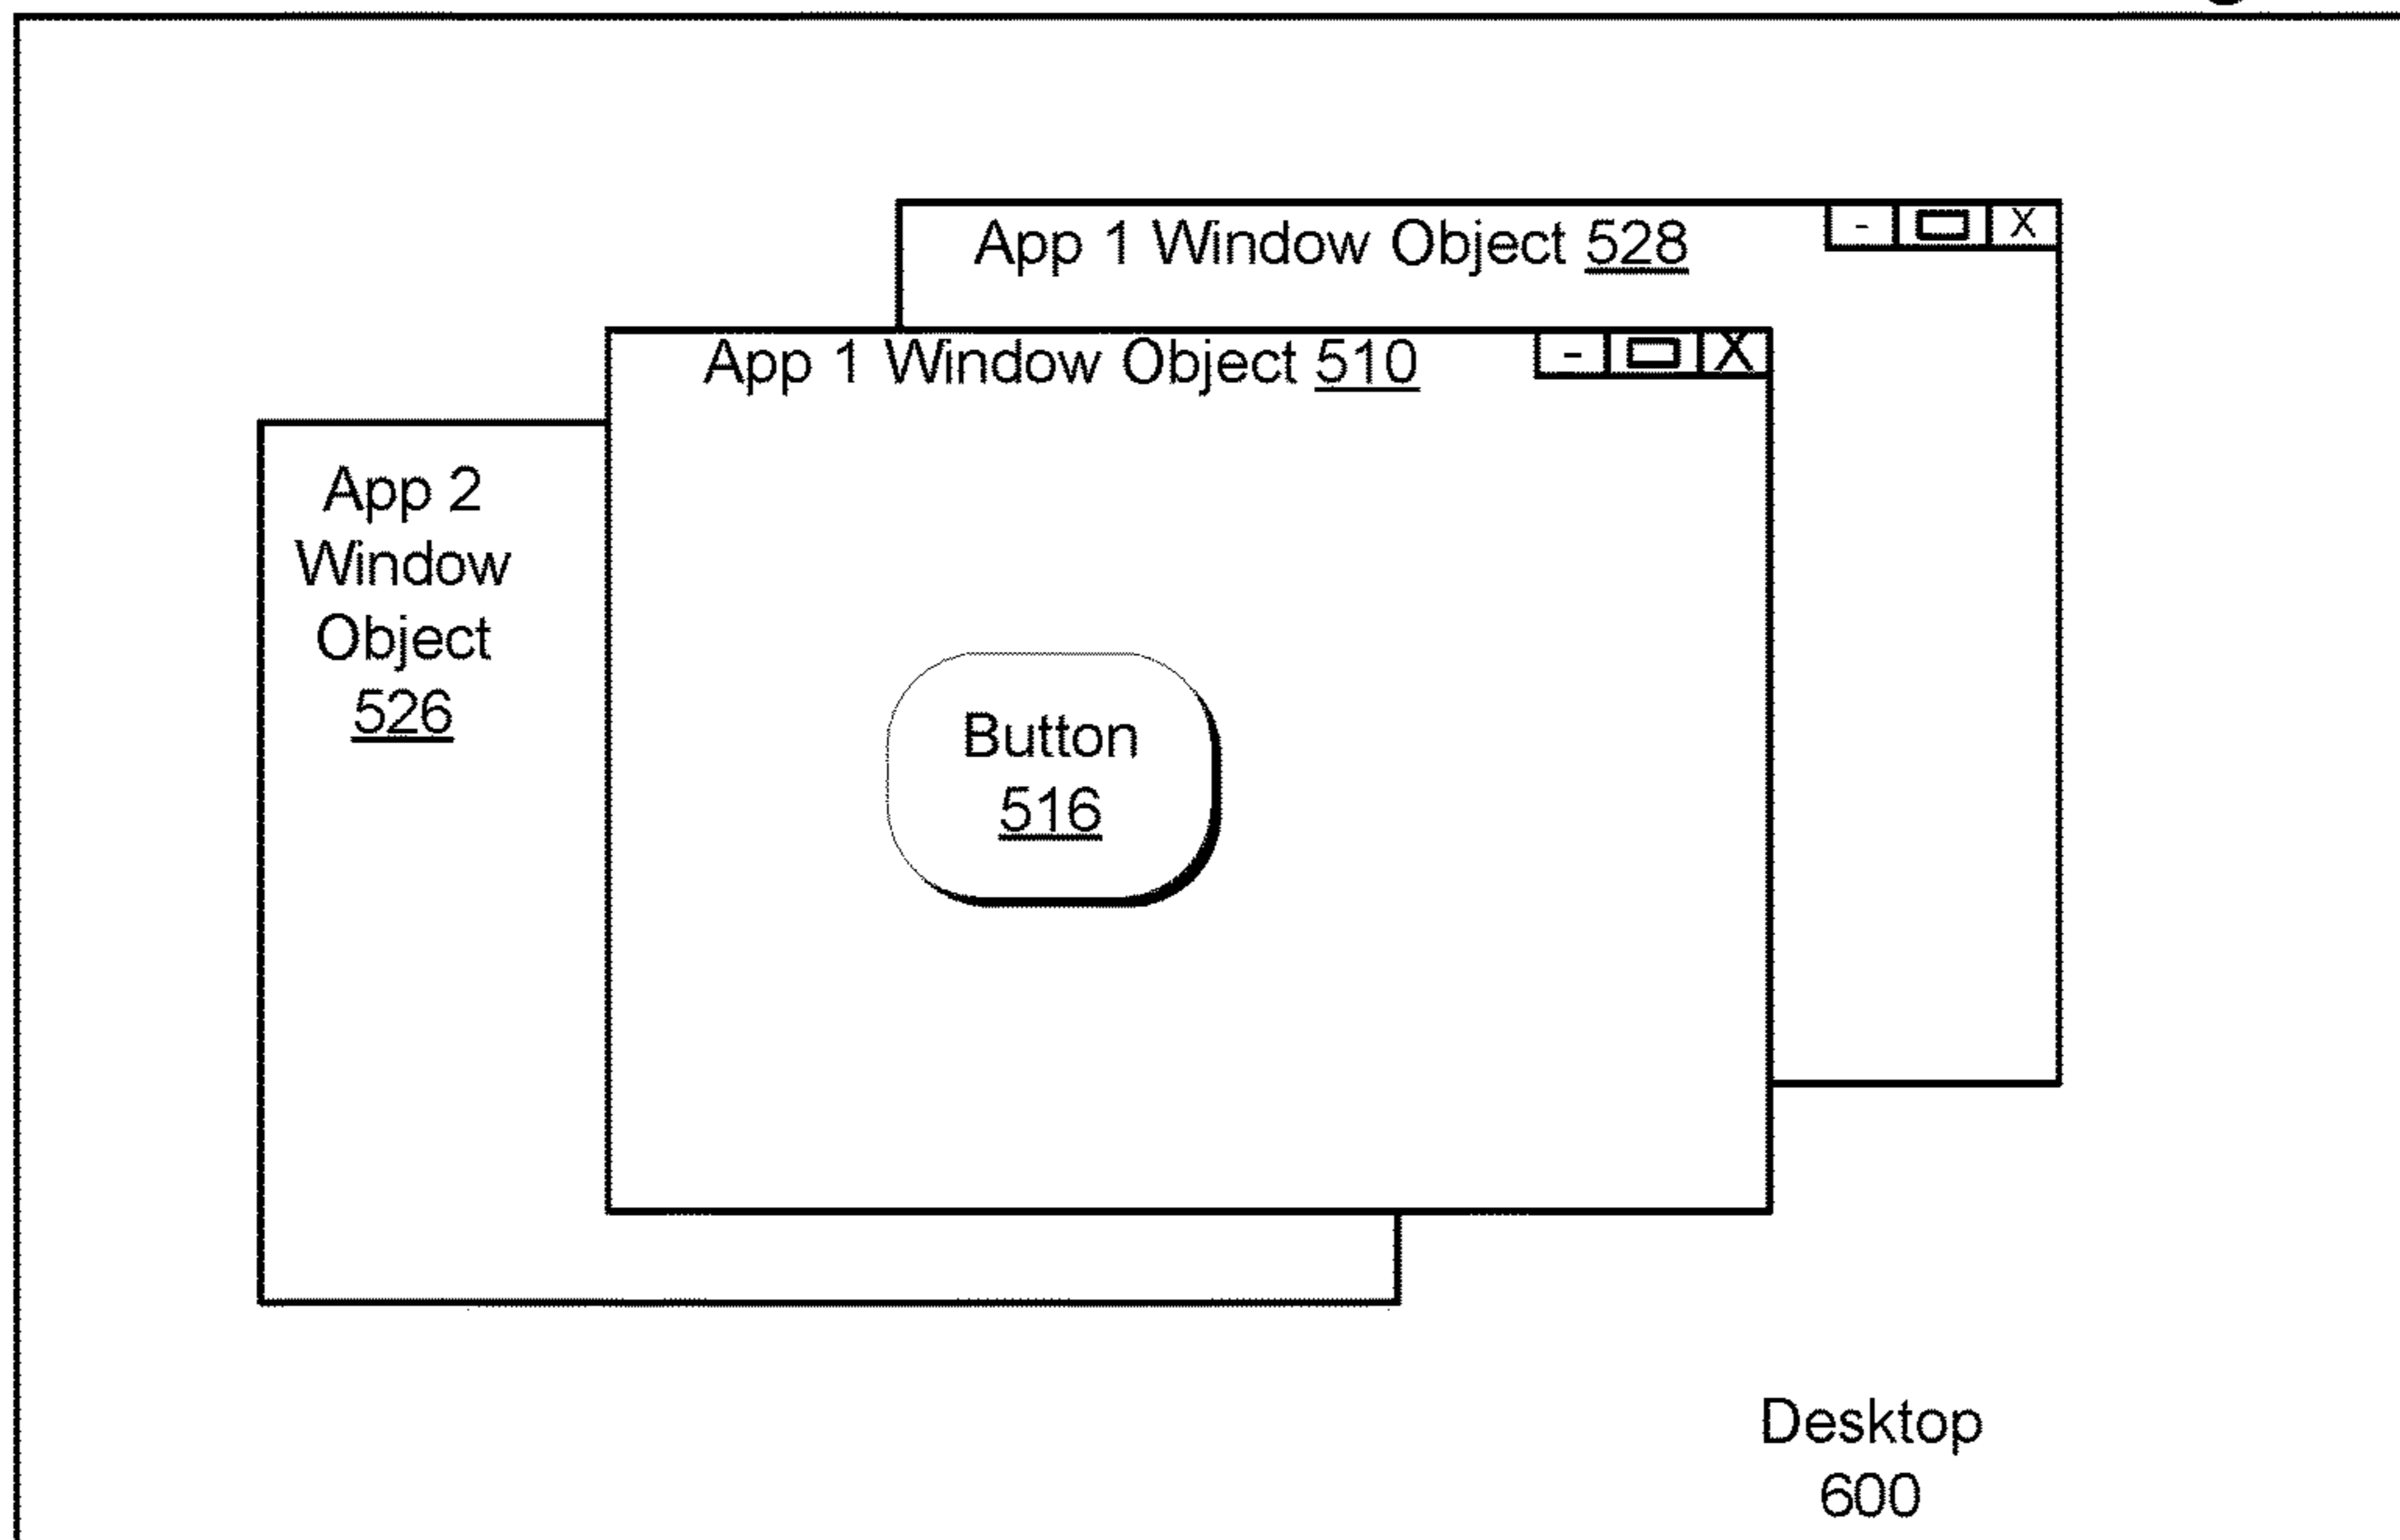 App 1 Window Object 528
- X
App 1 Window Object 510
- X
App 2
Window
Object
526
Button
516
Desktop
600